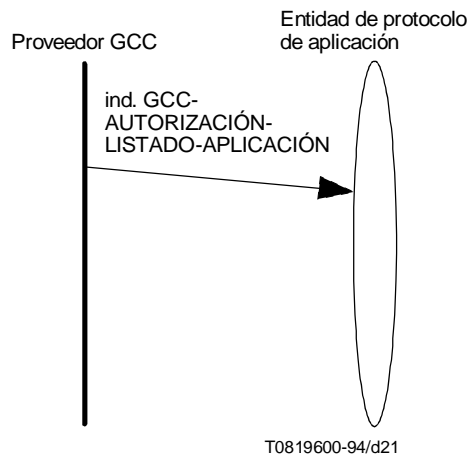 Proveedor GCC
Entidad de protocolo
de aplicación
ind. GCC-
AUTORIZACIÓN-
LISTADO-APLICACIÓN
T0819600-94/d21